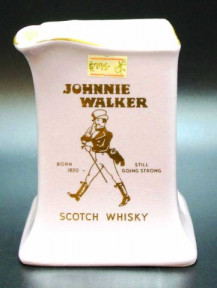 JOHNNIE
WALKER
BORN
1820 -
STILL
GOING STRONG
SCOTCH WHISKY